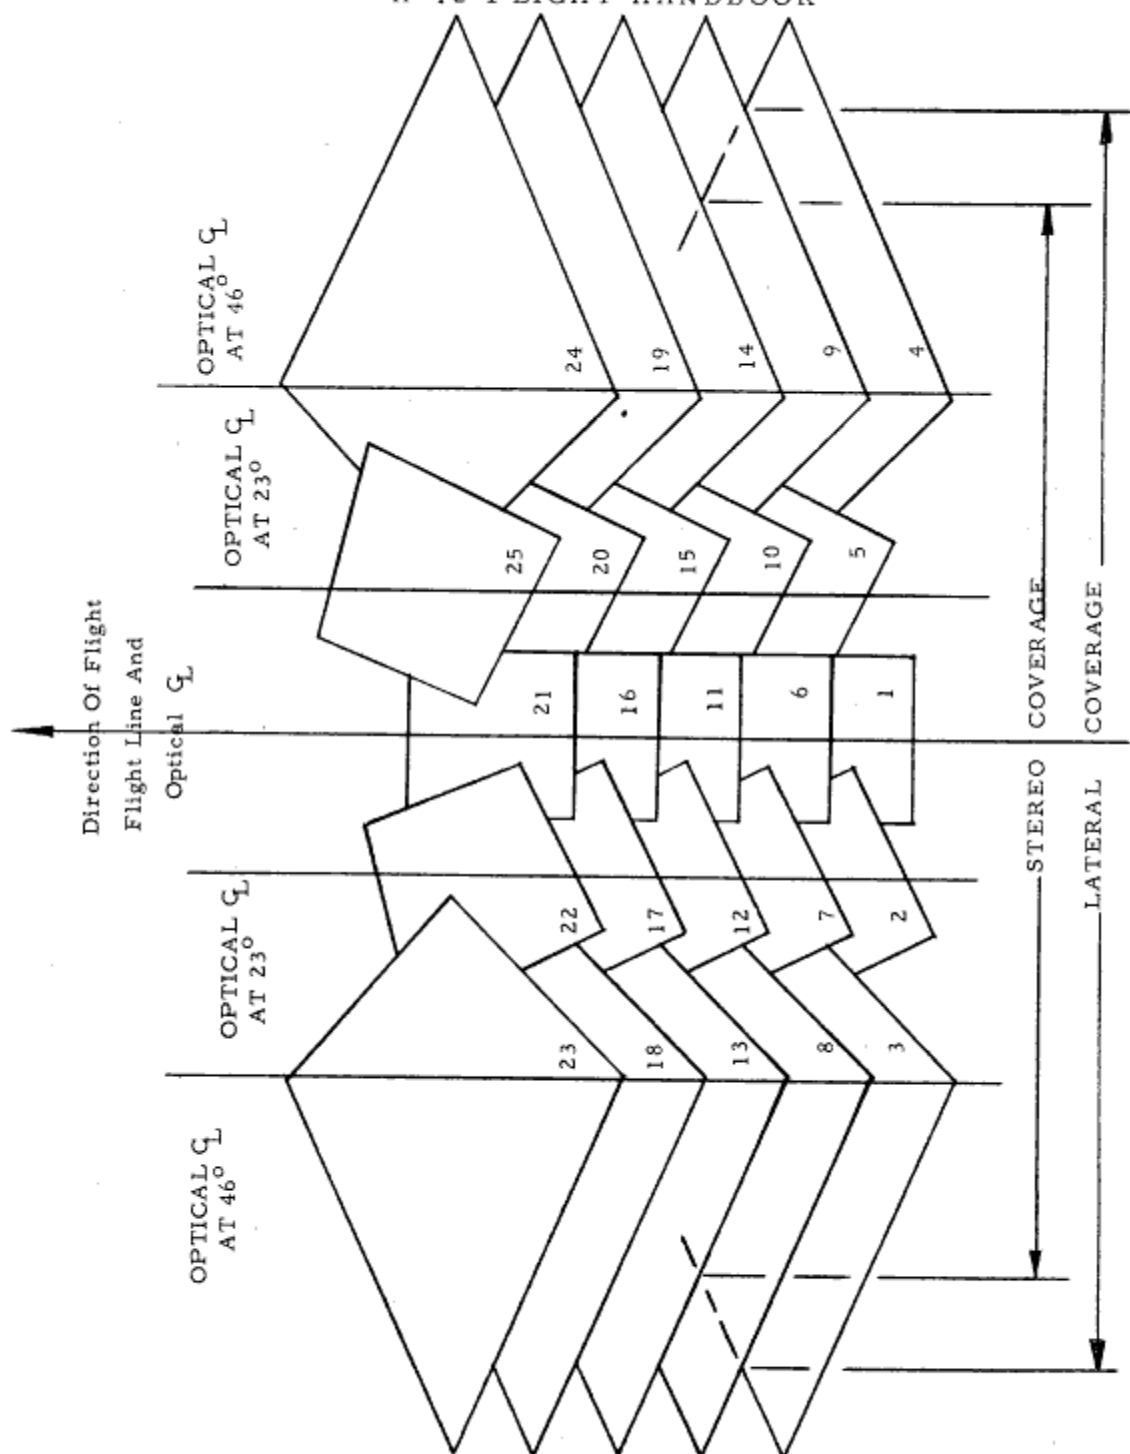 FLIGHT HANDBOOK
OPTICAL ℄
AT 46°
OPTICAL ℄
AT 23°
Direction Of Flight
Flight Line And
Optical ℄
OPTICAL ℄
AT 23°
OPTICAL ℄
AT 46°
24
19
14
9
4
25
20
15
10
5
21
16
11
6
1
22
17
12
7
2
23
18
13
8
3
STEREO COVERAGE
LATERAL COVERAGE